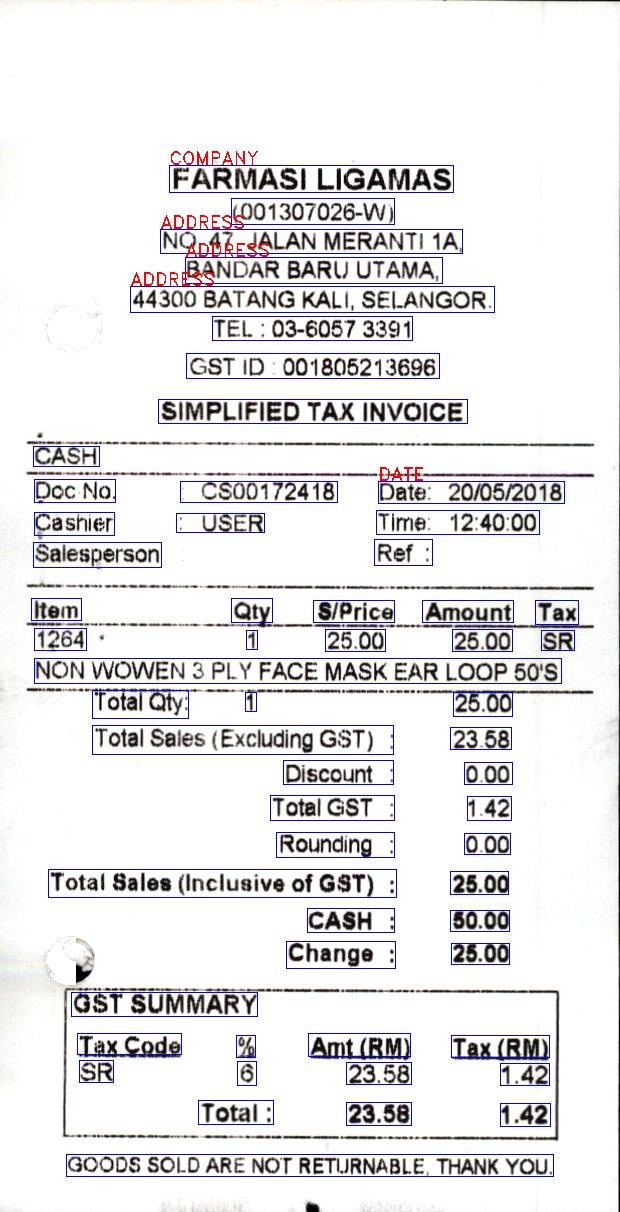 COMPANY
FARMASI LIGAMAS
(001307026-W)
ADDRESS
NO. 47, JALAN MERANTI 1A,
ADDRESS
BANDAR BARU UTAMA,
ADDRESS
44300 BATANG KALI, SELANGOR.
TEL : 03-6057 3391
GST ID : 001805213696
SIMPLIFIED TAX INVOICE
CASH
DATE
Doc No. : CS00172418 Date: 20/05/2018
Cashier : USER Time: 12:40:00
Salesperson Ref :
Item Qty S/Price Amount Tax
1264 1 25.00 25.00 SR
NON WOWEN 3 PLY FACE MASK EAR LOOP 50'S
Total Qty: 1 25.00
Total Sales (Excluding GST) : 23.58
Discount : 0.00
Total GST : 1.42
Rounding : 0.00
Total Sales (Inclusive of GST) : 25.00
CASH : 50.00
Change : 25.00
GST SUMMARY
Tax Code % Amt (RM) Tax (RM)
SR 6 23.58 1.42
Total : 23.58 1.42
GOODS SOLD ARE NOT RETURNABLE, THANK YOU.